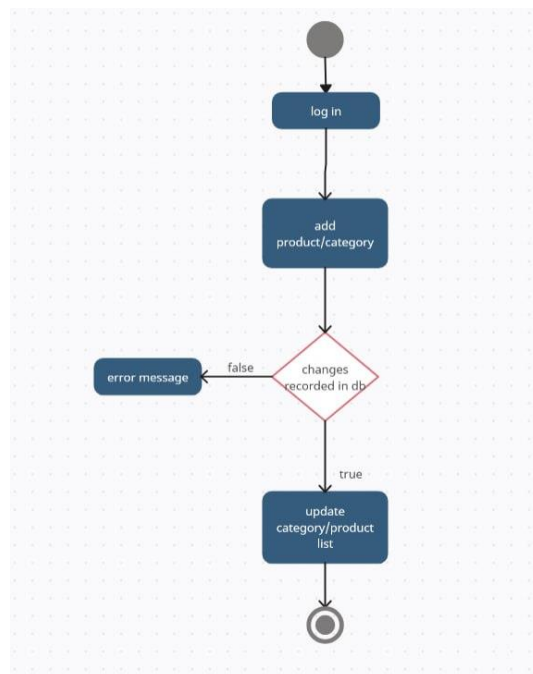 log in
add
product/category
changes
recorded in db
false
error message
true
update
category/product
list